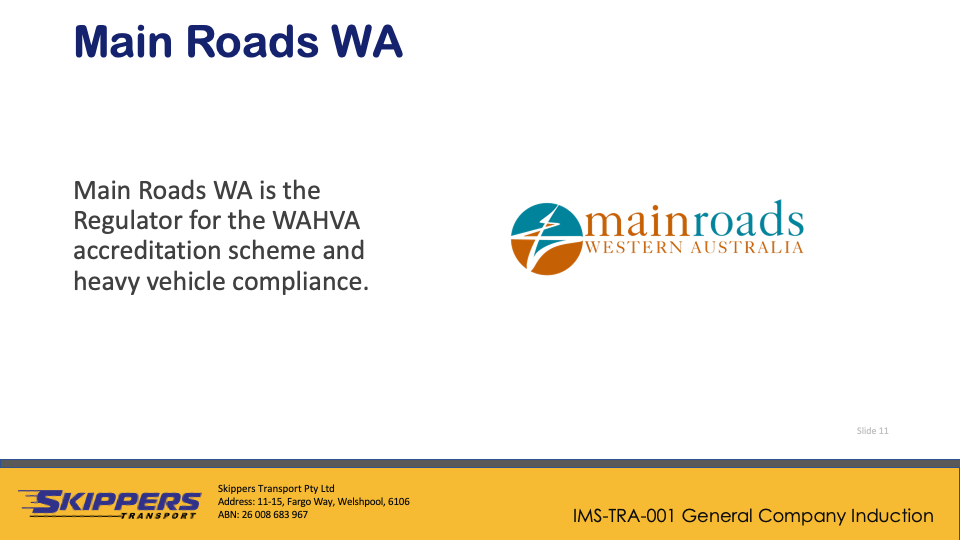 Main Roads WA
Main Roads WA is the
Regulator for the WAHVA
accreditation scheme and
heavy vehicle compliance.
mainroads
WESTERN AUSTRALIA
Slide 11
SKIPPERS
TRANSPORT
Skippers Transport Pty Ltd
Address: 11-15, Fargo Way, Welshpool, 6106
ABN: 26 008 683 967
IMS-TRA-001 General Company Induction